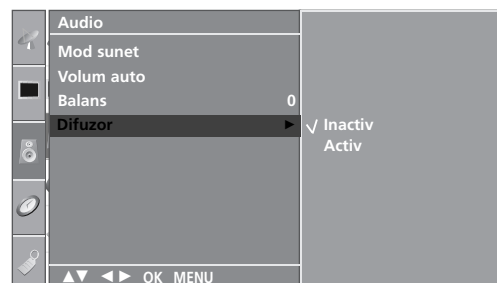 Audio
Mod sunet
Volum auto
Balans 0
Difuzor ► √ Inactiv
Activ
▲▼ ◄► OK MENU